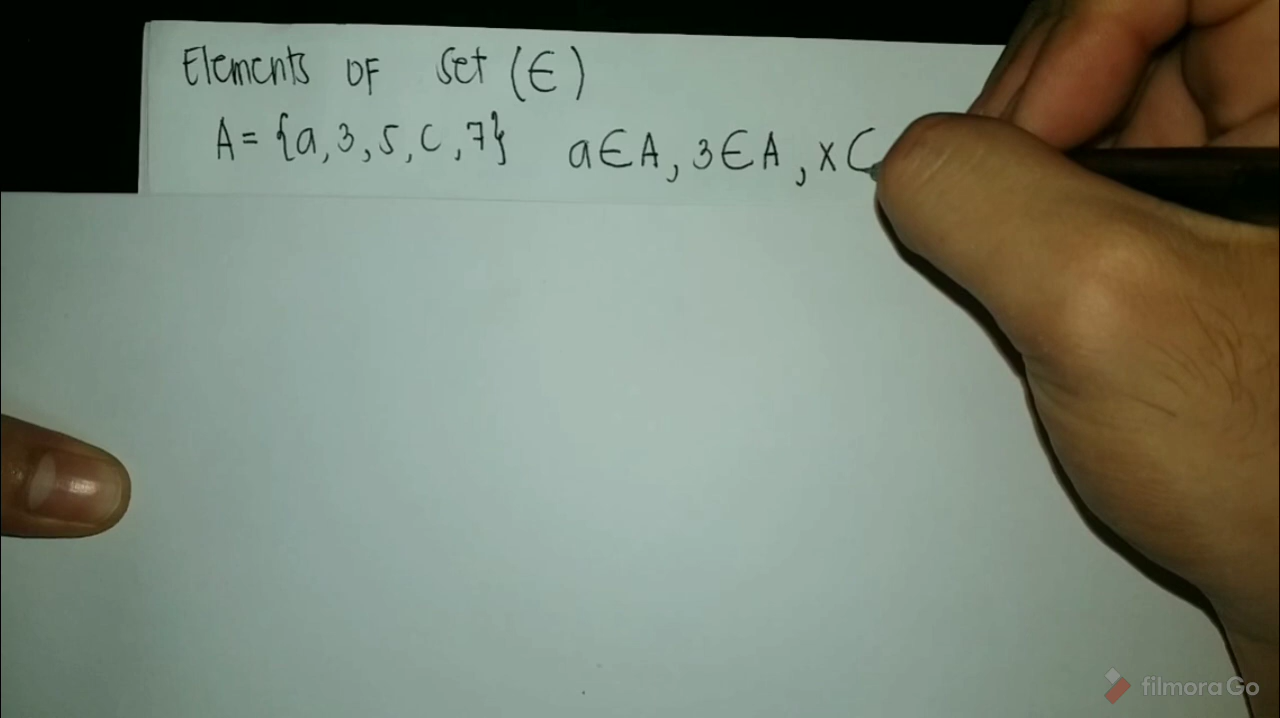 Elements OF set (∈)
A = {a, 3, 5, C, 7} a∈A, 3∈A, x C
filmoraGo